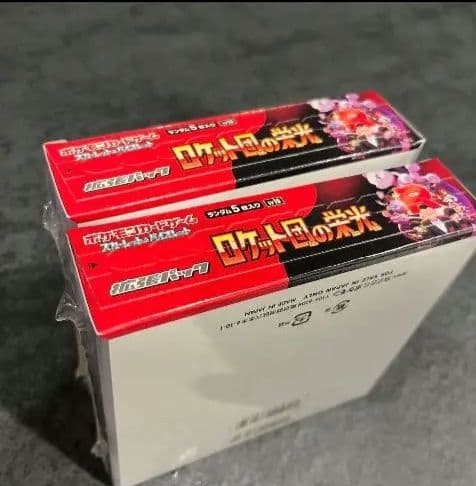 ポケモンカードゲーム
スカーレット&バイオレット
拡張パック
ランダム5枚入り
sv10
ロケット団の栄光
ポケモンカードゲーム
スカーレット&バイオレット
拡張パック
ランダム5枚入り
sv10
ロケット団の栄光
FOR SALE IN JAPAN ONLY MADE IN JAPAN